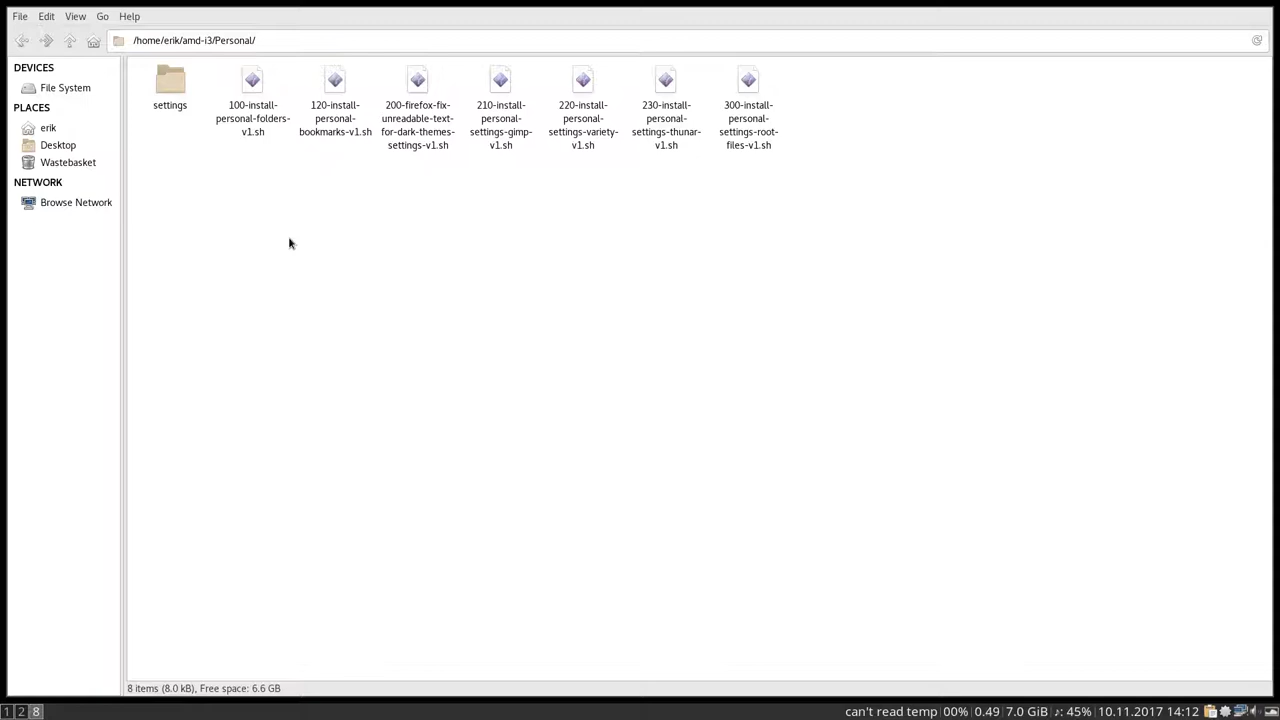 File Edit View Go Help
/home/erik/amd-i3/Personal/
DEVICES
File System
PLACES
erik
Desktop
Wastebasket
NETWORK
Browse Network
settings
100-install-
personal-folders-
v1.sh
120-install-
personal-
bookmarks-v1.sh
200-firefox-fix-
unreadable-text-
for-dark-themes-
settings-v1.sh
210-install-
personal-
settings-gimp-
v1.sh
220-install-
personal-
settings-variety-
v1.sh
230-install-
personal-
settings-thunar-
v1.sh
300-install-
personal-
settings-root-
files-v1.sh
8 items (8.0 kB), Free space: 6.6 GB
1 2 8 can't read temp 00% 0.49 7.0 GiB ♪: 45% 10.11.2017 14:12